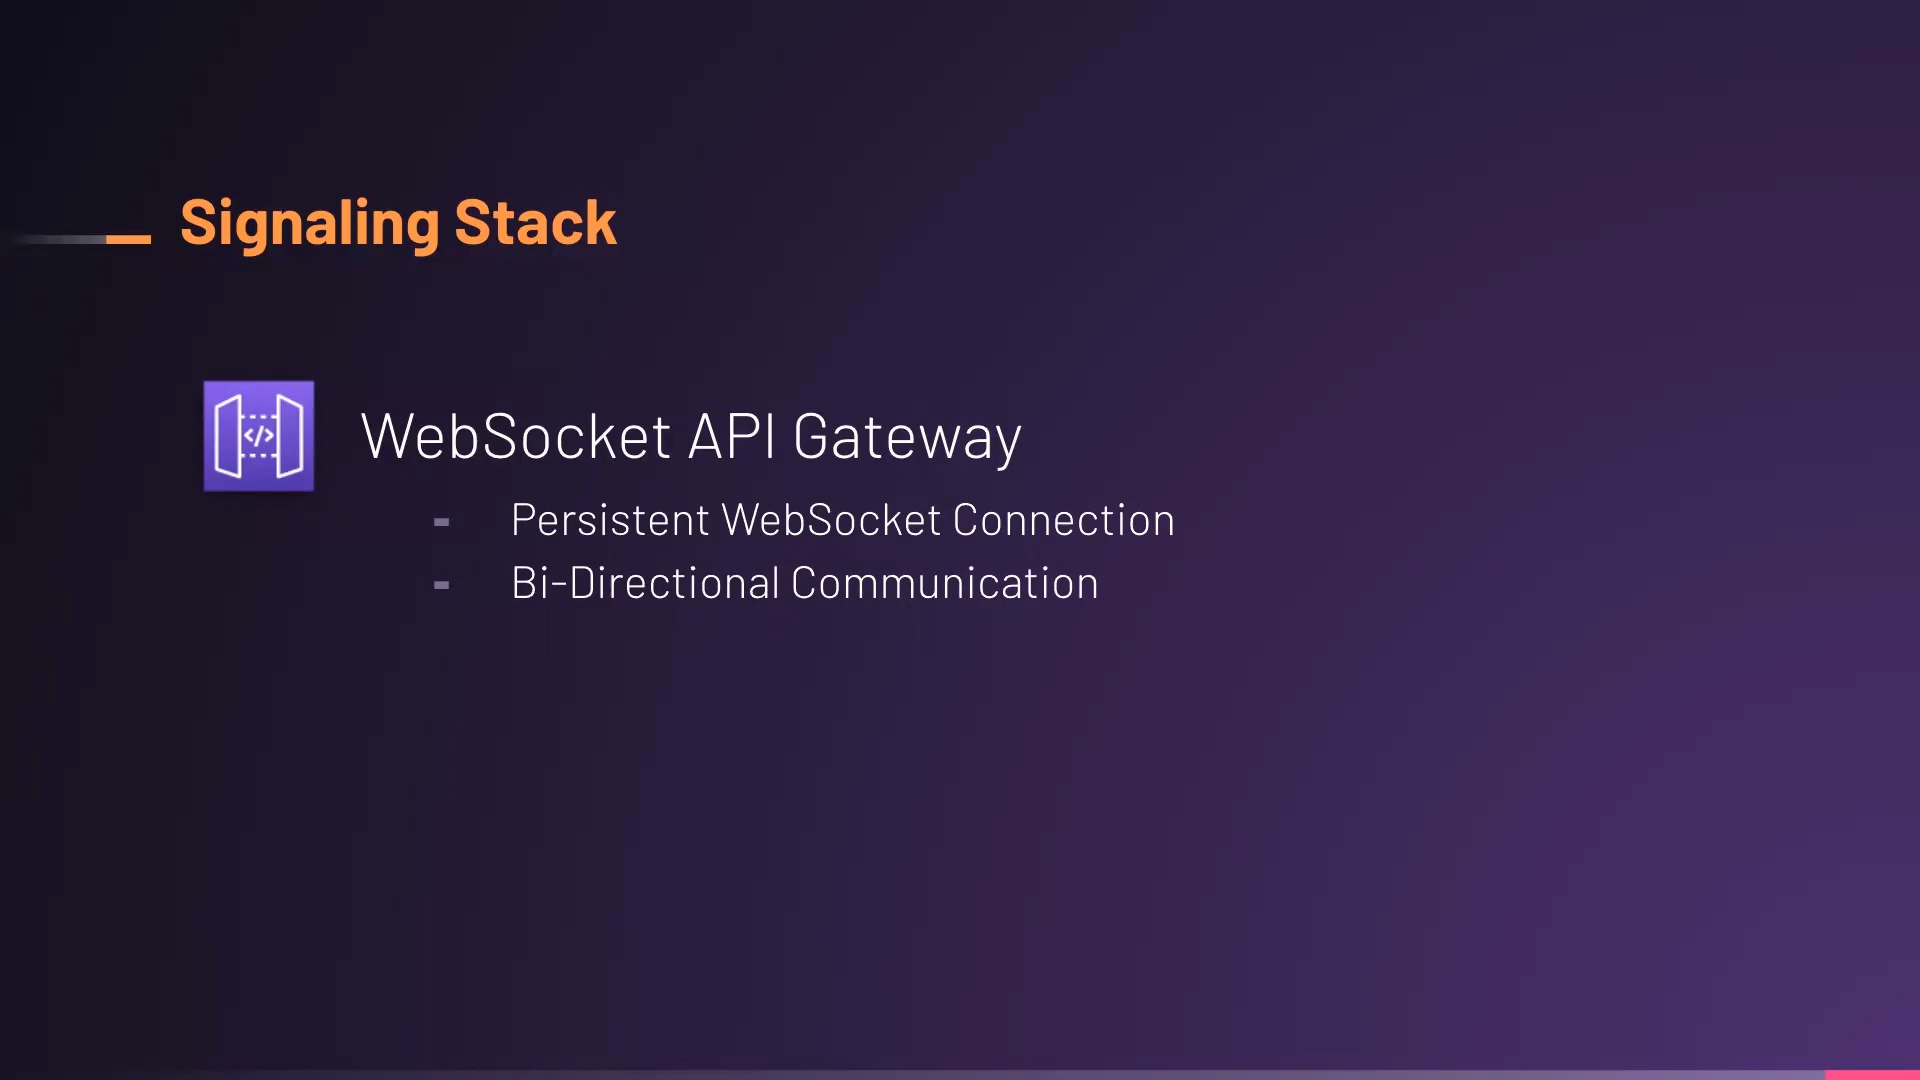 Signaling Stack
</>
WebSocket API Gateway
- Persistent WebSocket Connection
- Bi-Directional Communication